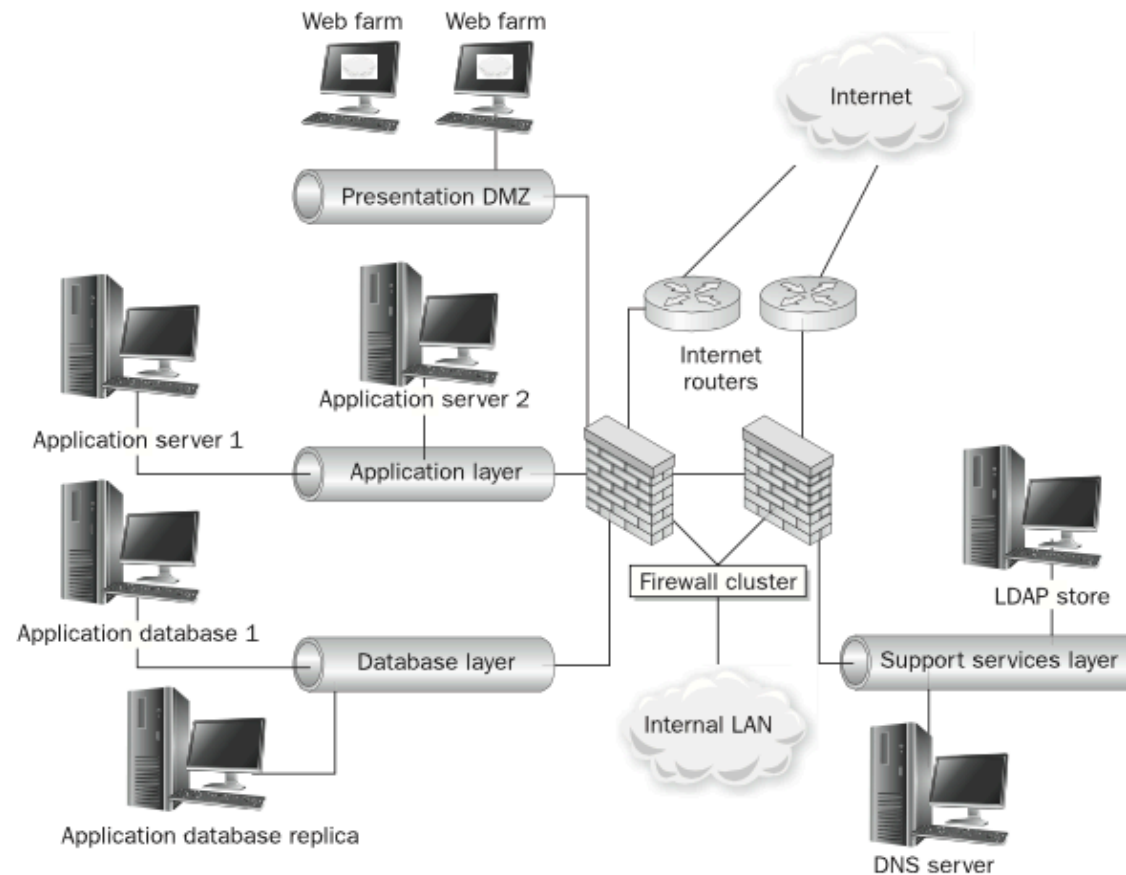 Web farm
Web farm
Internet
Presentation DMZ
Internet
routers
Application server 2
Application server 1
Application layer
Firewall cluster
LDAP store
Application database 1
Database layer
Support services layer
Internal LAN
Application database replica
DNS server